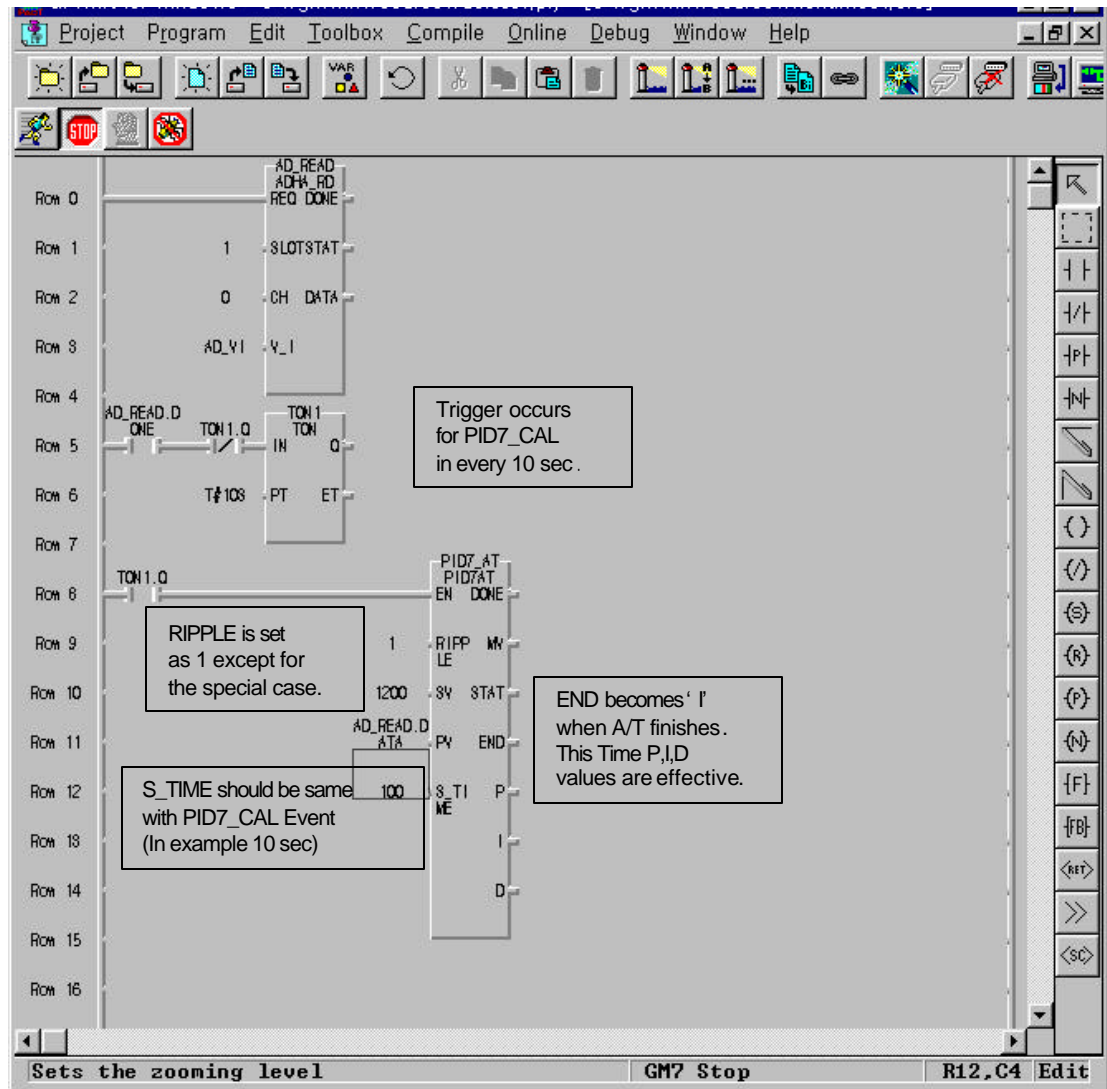 Project Program Edit Toolbox Compile Online Debug Window Help
VAR
STOP
AD_READ
ADHA_RD
Row 0 REQ DONE
Row 1 1 SLOTSTAT
Row 2 0 CH DATA
Row 3 AD_VI V_I
Row 4
AD_READ.D
ONE TON1.Q TON1
TON
Row 5 IN Q
Row 6 T#10S PT ET
Trigger occurs
for PID7_CAL
in every 10 sec.
Row 7
PID7_AT
PID7AT
TON1.Q
Row 8 EN DONE
RIPPLE is set
as 1 except for
the special case.
Row 9 1 RIPP MV
LE
Row 10 1200 SV STAT
AD_READ.D
ATA
Row 11 PV END
END becomes ‘ I’
when A/T finishes.
This Time P,I,D
values are effective.
Row 12 100 S_TI P
ME
S_TIME should be same
with PID7_CAL Event
(In example 10 sec)
Row 13 I
Row 14 D
Row 15
Row 16
P
N
( )
(/)
(S)
(R)
(P)
(N)
{F}
{FB}
<RET>
>>
<SC>
Sets the zooming level GM7 Stop R12,C4 Edit